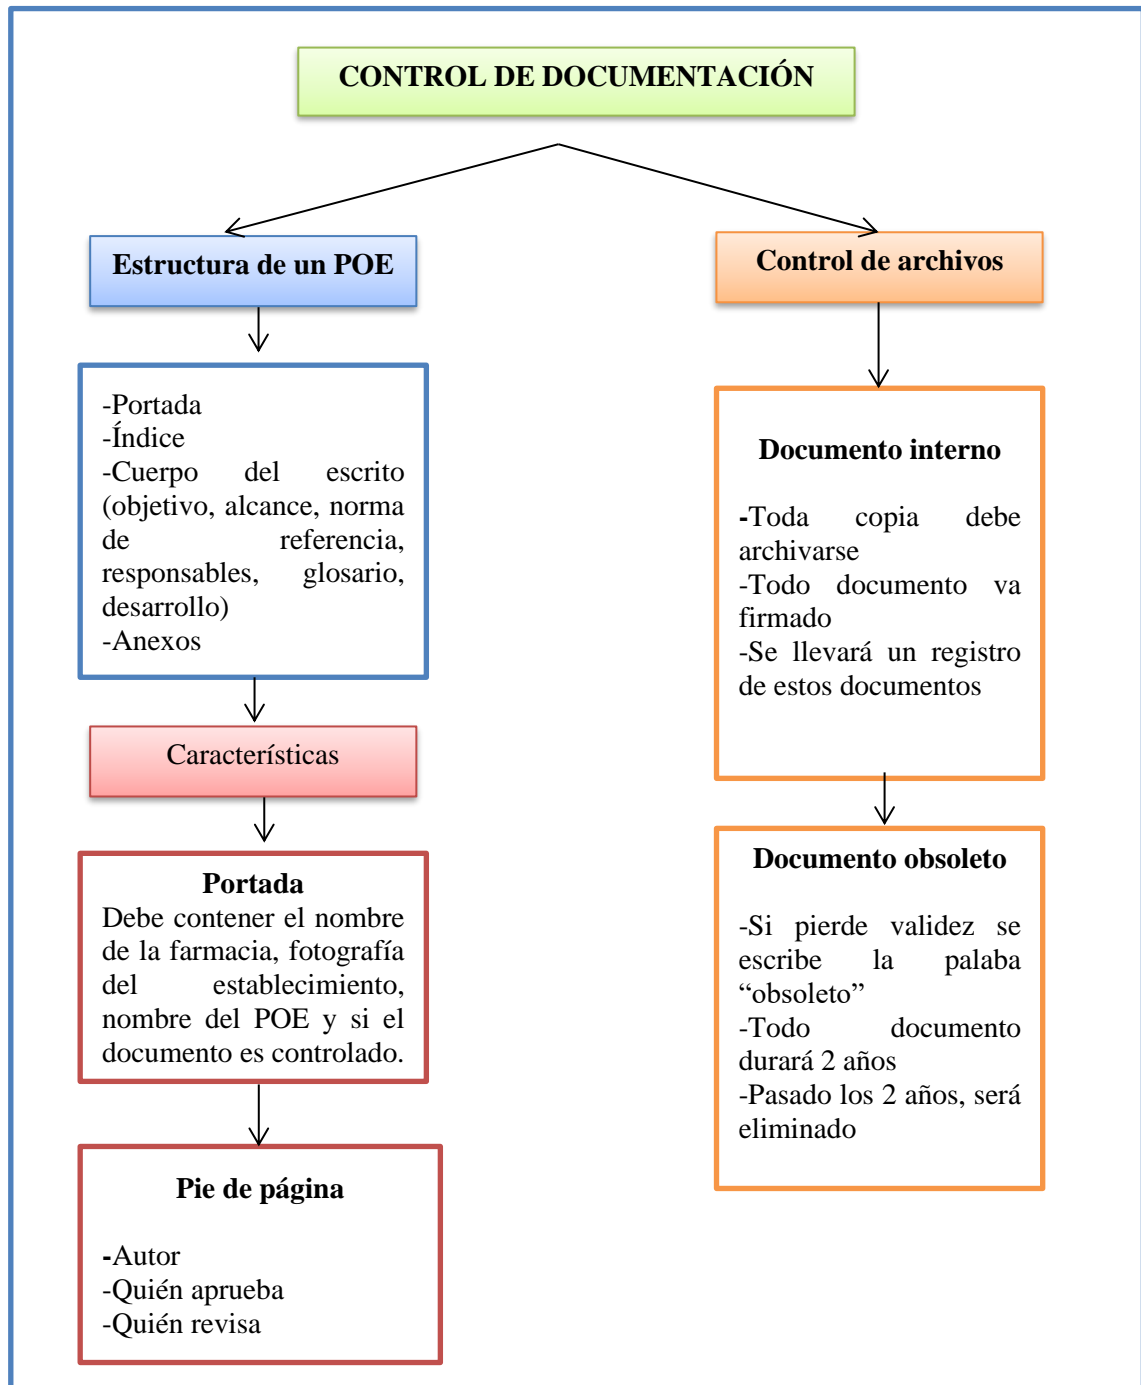 CONTROL DE DOCUMENTACIÓN
Estructura de un POE
-Portada
-Índice
-Cuerpo del escrito
(objetivo, alcance, norma
de referencia,
responsables, glosario,
desarrollo)
-Anexos
Característícas
Portada
Debe contener el nombre
de la farmacia, fotografía
del establecimiento,
nombre del POE y si el
documento es controlado.
Pie de página
-Autor
-Quién aprueba
-Quién revisa
Control de archivos
Documento interno
-Toda copia debe
archivarse
-Todo documento va
firmado
-Se llevará un registro
de estos documentos
Documento obsoleto
-Si pierde validez se
escribe la palaba
“obsoleto”
-Todo documento
durará 2 años
-Pasado los 2 años, será
eliminado